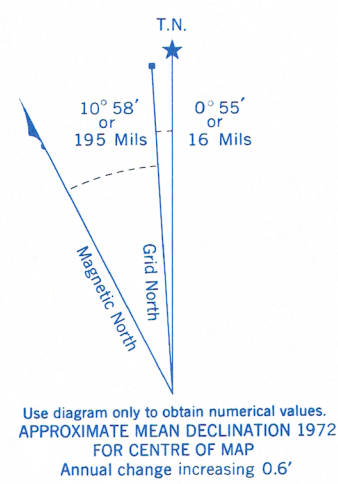 T.N.
10° 58′ 0° 55′
or or
195 Mils 16 Mils
Magnetic North
Grid North
Use diagram only to obtain numerical values.
APPROXIMATE MEAN DECLINATION 1972
FOR CENTRE OF MAP
Annual change increasing 0.6′